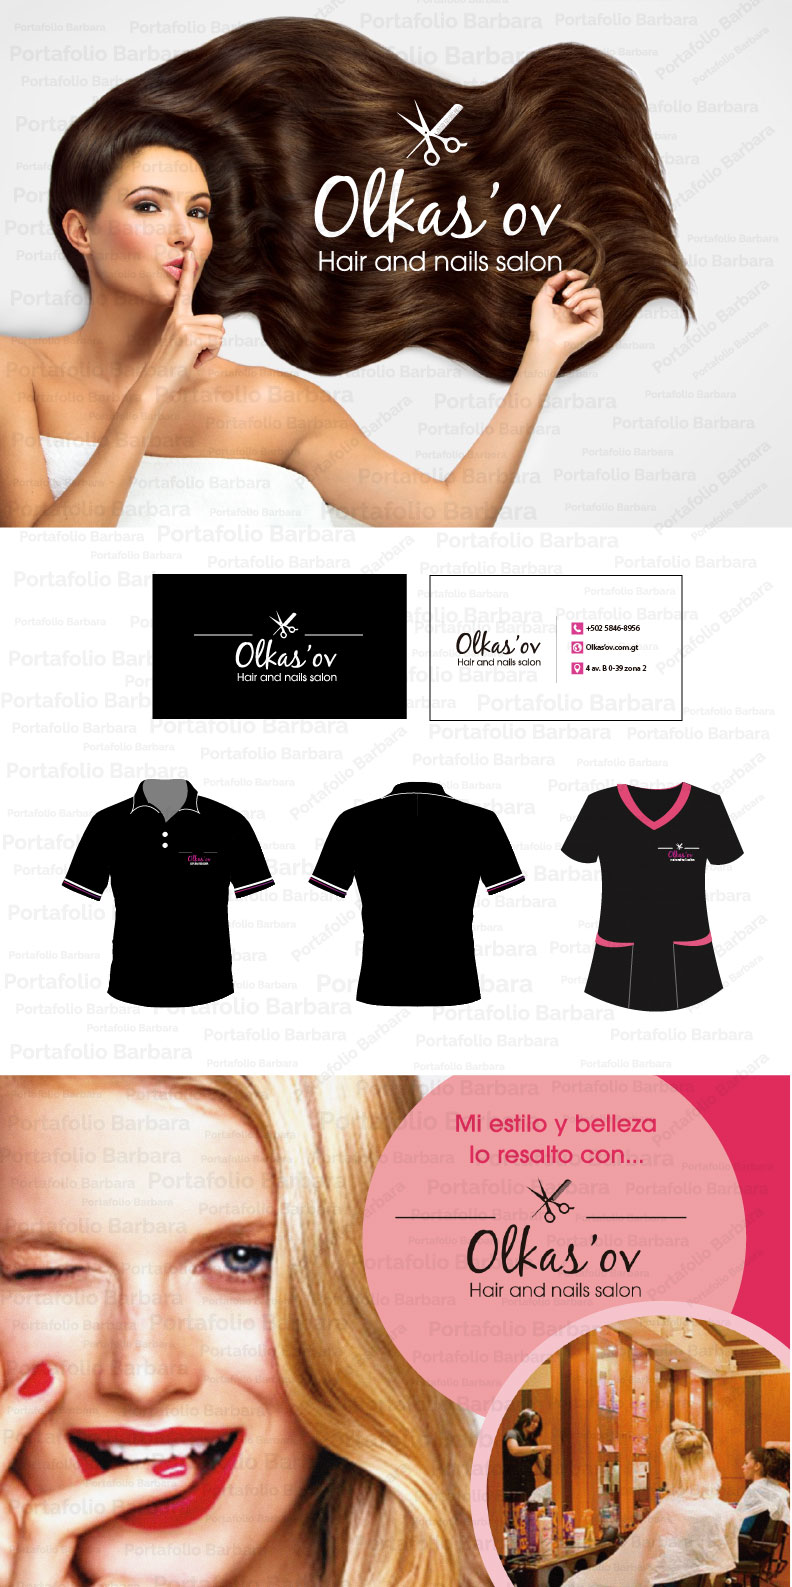 Olkas'ov
Hair and nails salon
Olkas'ov
Hair and nails salon
Olkas'ov
Hair and nails salon
+502 5846-8956
Olkas'ov.com.gt
4 av. B 0-39 zona 2
Olkas'ov
Olkas'ov
Mi estilo y belleza
lo resalto con...
Olkas'ov
Hair and nails salon
Portafolio Barbara